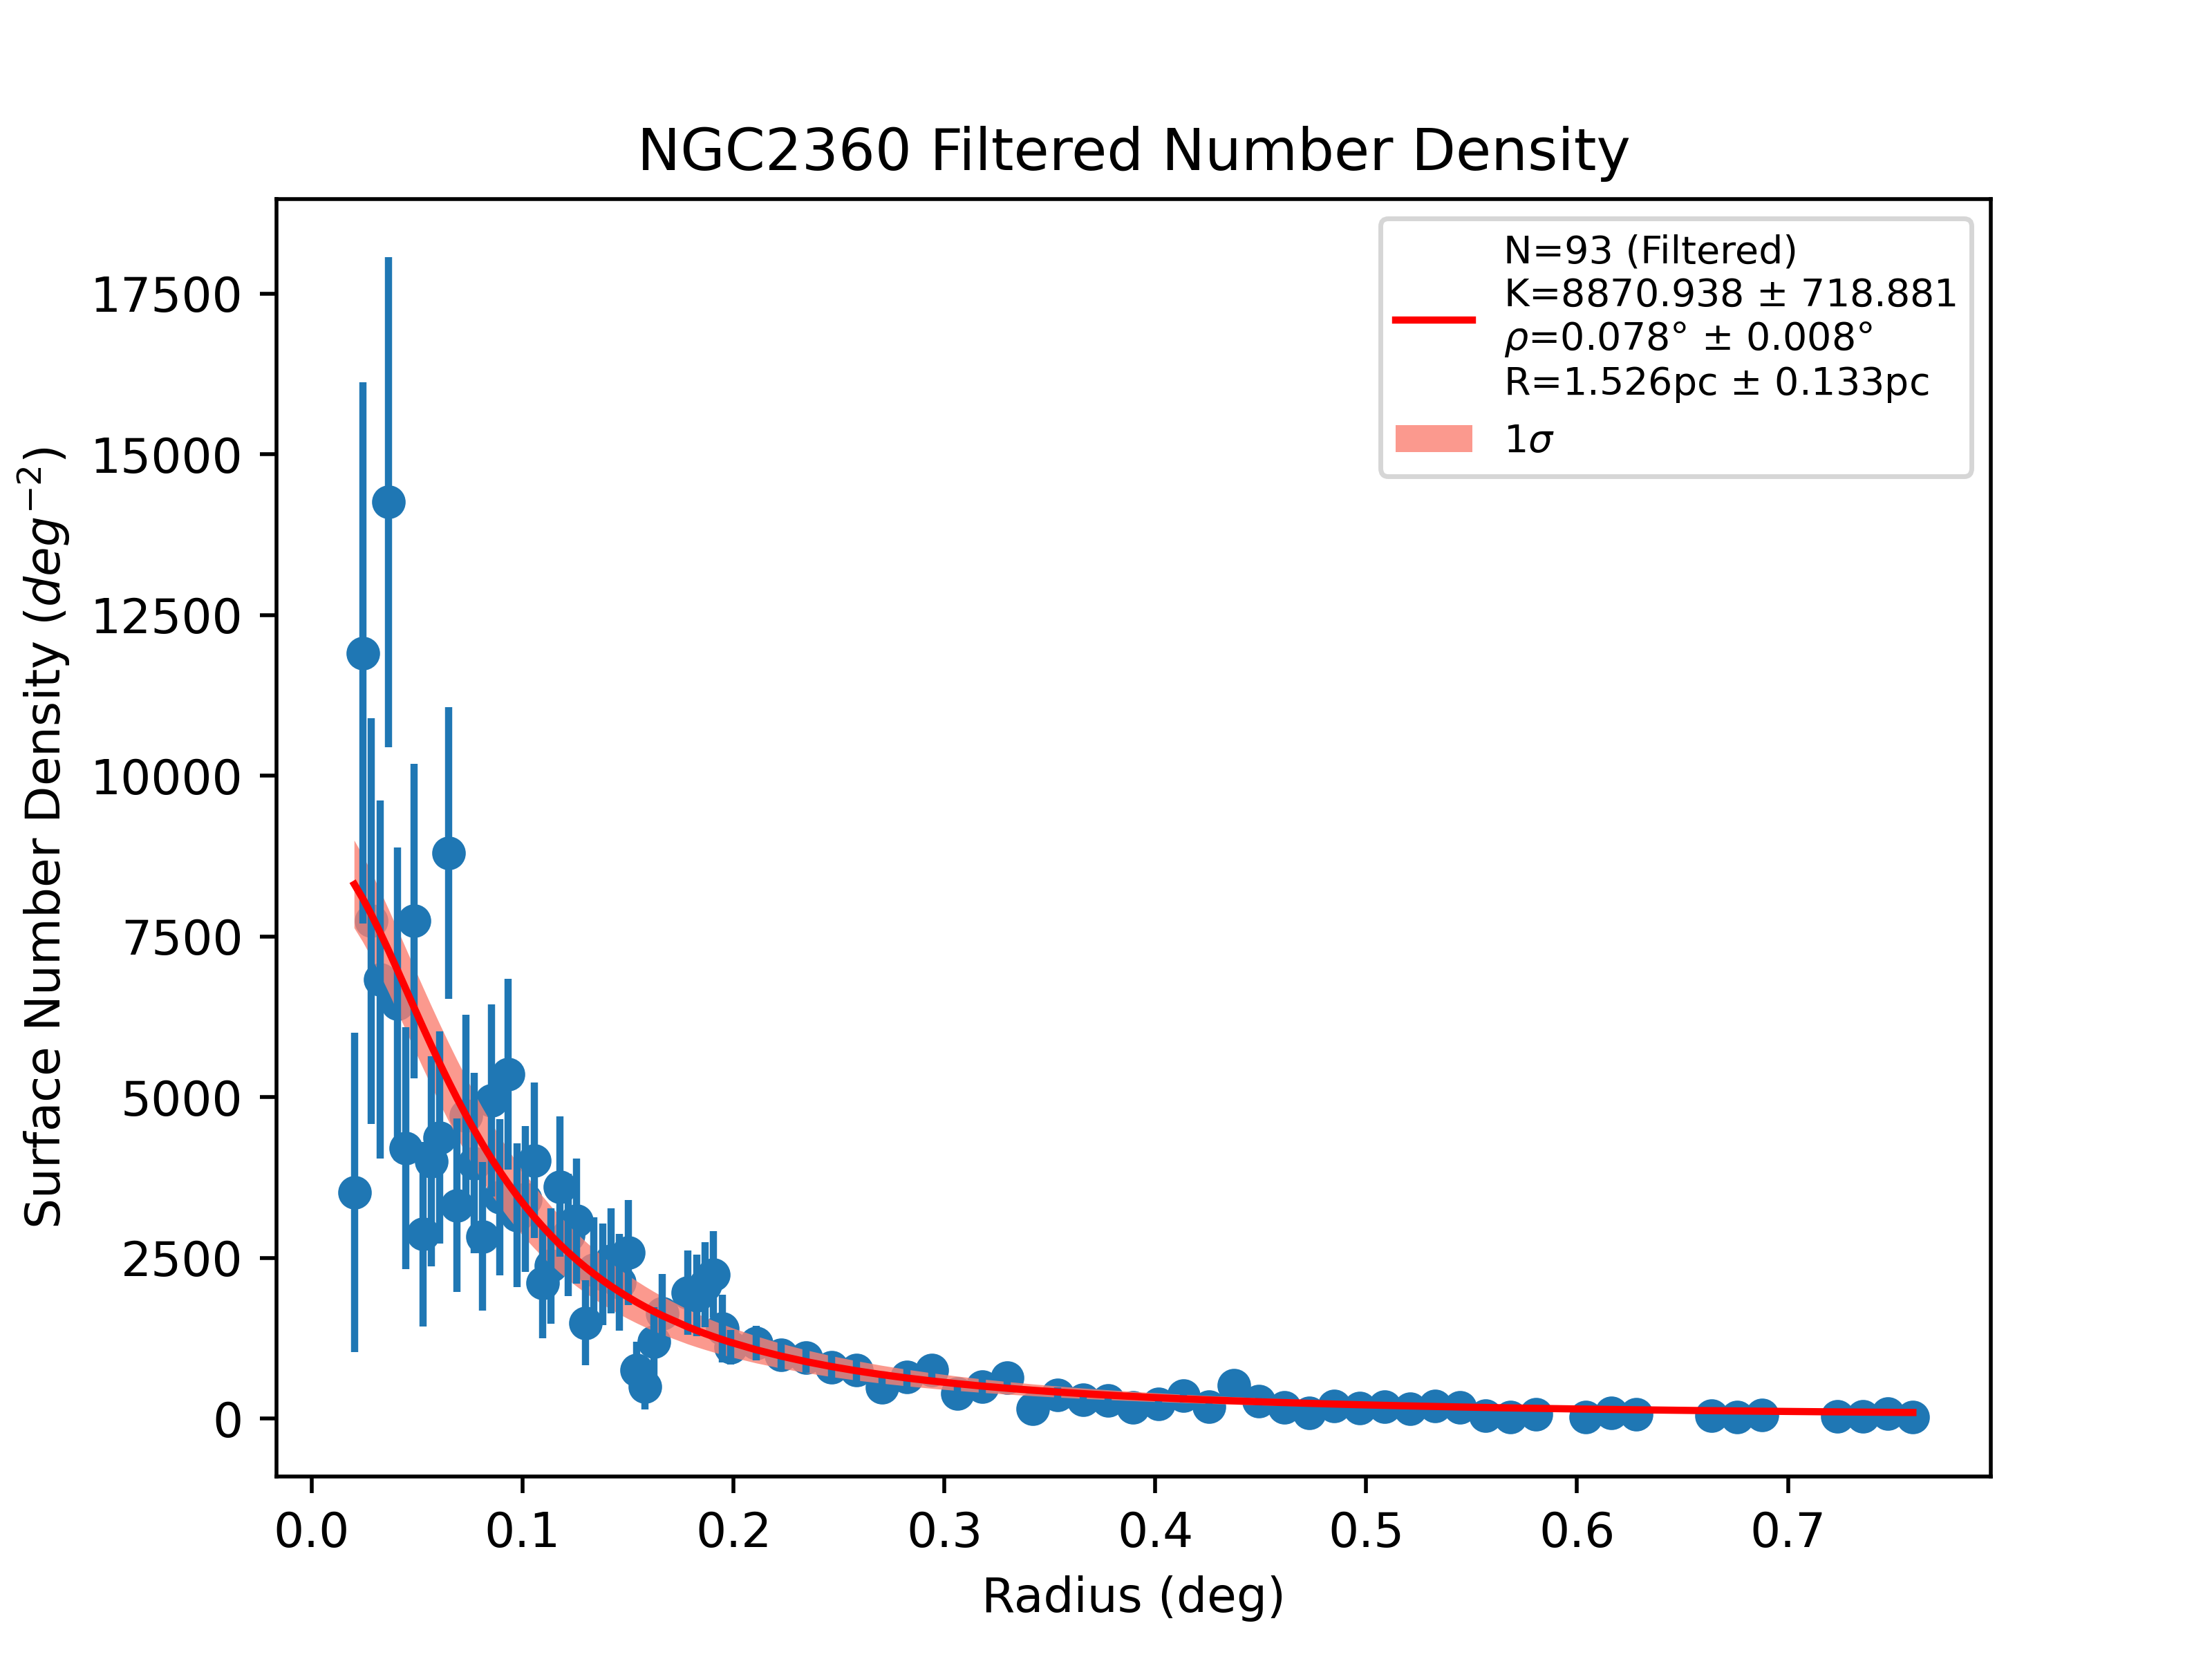 NGC2360 Filtered Number Density
N=93 (Filtered)
K=8870.938 ± 718.881
ρ=0.078° ± 0.008°
R=1.526pc ± 0.133pc
1σ
Surface Number Density (deg⁻²)
17500
15000
12500
10000
7500
5000
2500
0
0.0 0.1 0.2 0.3 0.4 0.5 0.6 0.7
Radius (deg)